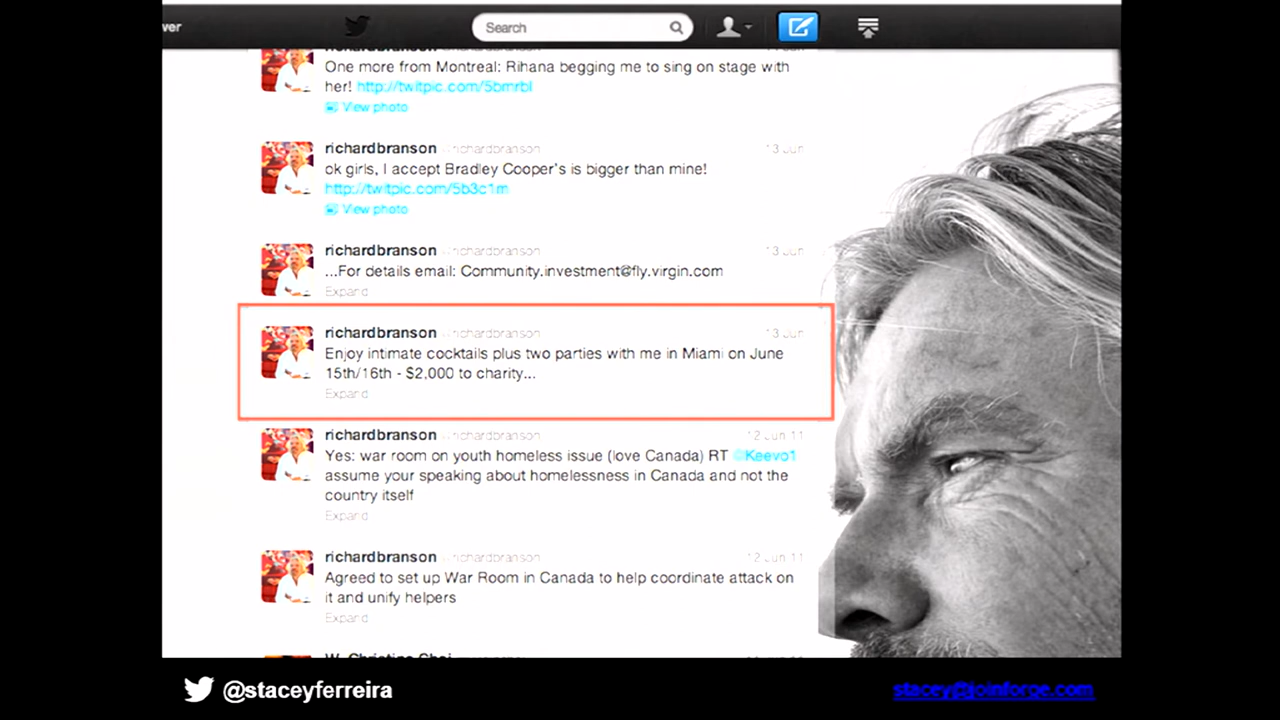 ver
Search
One more from Montreal: Rihana begging me to sing on stage with
her! http://twitpic.com/5bmrbl
View photo
richardbranson @richardbranson 13 Jun
ok girls, I accept Bradley Cooper's is bigger than mine!
http://twitpic.com/5b3c1m
View photo
richardbranson @richardbranson 13 Jun
...For details email: Community.investment@fly.virgin.com
Expand
richardbranson @richardbranson 13 Jun
Enjoy intimate cocktails plus two parties with me in Miami on June
15th/16th - $2,000 to charity...
Expand
richardbranson @richardbranson 12 Jun 11
Yes: war room on youth homeless issue (love Canada) RT @Keevo1
assume your speaking about homelessness in Canada and not the
country itself
Expand
richardbranson @richardbranson 12 Jun 11
Agreed to set up War Room in Canada to help coordinate attack on
it and unify helpers
Expand
@staceyferreira
stacey@joinforge.com